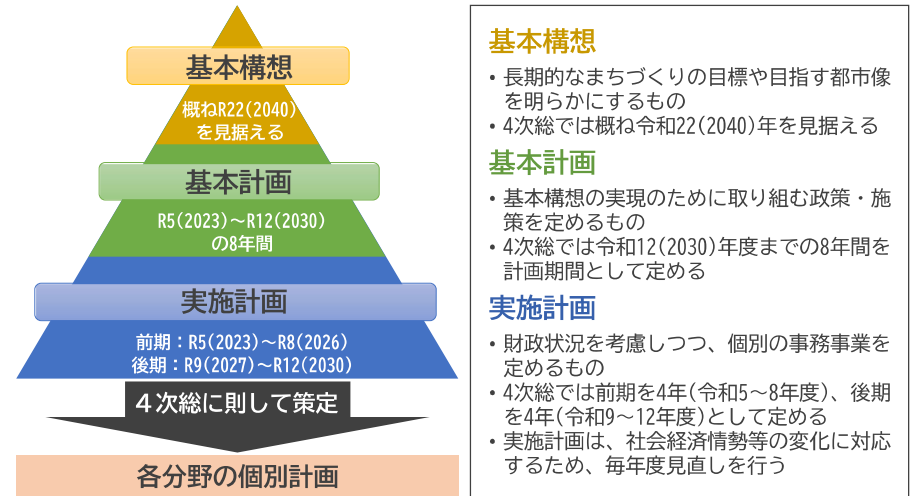 基本構想
概ねR22(2040)
を見据える
基本計画
R5(2023)～R12(2030)
の8年間
実施計画
前期：R5(2023)～R8(2026)
後期：R9(2027)～R12(2030)
４次総に則して策定
各分野の個別計画
基本構想
・長期的なまちづくりの目標や目指す都市像
を明らかにするもの
・4次総では概ね令和22(2040)年を見据える
基本計画
・基本構想の実現のために取り組む政策・施
策を定めるもの
・4次総では令和12(2030)年度までの8年間を
計画期間として定める
実施計画
・財政状況を考慮しつつ、個別の事務事業を
定めるもの
・4次総では前期を4年(令和5～8年度)、後期
を4年(令和9～12年度)として定める
・実施計画は、社会経済情勢等の変化に対応
するため、毎年度見直しを行う